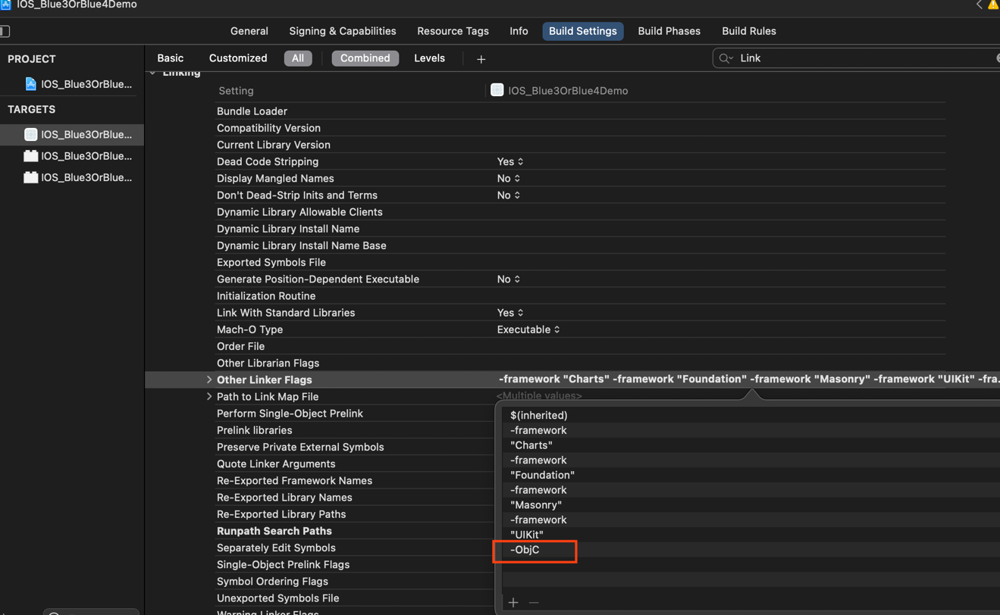 IOS_Blue3OrBlue4Demo
General Signing & Capabilities Resource Tags Info Build Settings Build Phases Build Rules
PROJECT
IOS_Blue3OrBlue...
TARGETS
IOS_Blue3OrBlue...
IOS_Blue3OrBlue...
IOS_Blue3OrBlue...
Basic Customized All Combined Levels + Link
Linking
Setting IOS_Blue3OrBlue4Demo
Bundle Loader
Compatibility Version
Current Library Version
Dead Code Stripping Yes
Display Mangled Names No
Don't Dead-Strip Inits and Terms No
Dynamic Library Allowable Clients
Dynamic Library Install Name
Dynamic Library Install Name Base
Exported Symbols File
Generate Position-Dependent Executable No
Initialization Routine
Link With Standard Libraries Yes
Mach-O Type Executable
Order File
Other Librarian Flags
Other Linker Flags -framework "Charts" -framework "Foundation" -framework "Masonry" -framework "UIKit" -fra...
Path to Link Map File <Multiple values>
Perform Single-Object Prelink
Prelink libraries
Preserve Private External Symbols
Quote Linker Arguments
Re-Exported Framework Names
Re-Exported Library Names
Re-Exported Library Paths
Runpath Search Paths
Separately Edit Symbols
Single-Object Prelink Flags
Symbol Ordering Flags
Unexported Symbols File
Warning Linker Flags
$(inherited)
-framework
"Charts"
-framework
"Foundation"
-framework
"Masonry"
-framework
"UIKit"
-ObjC
+ —